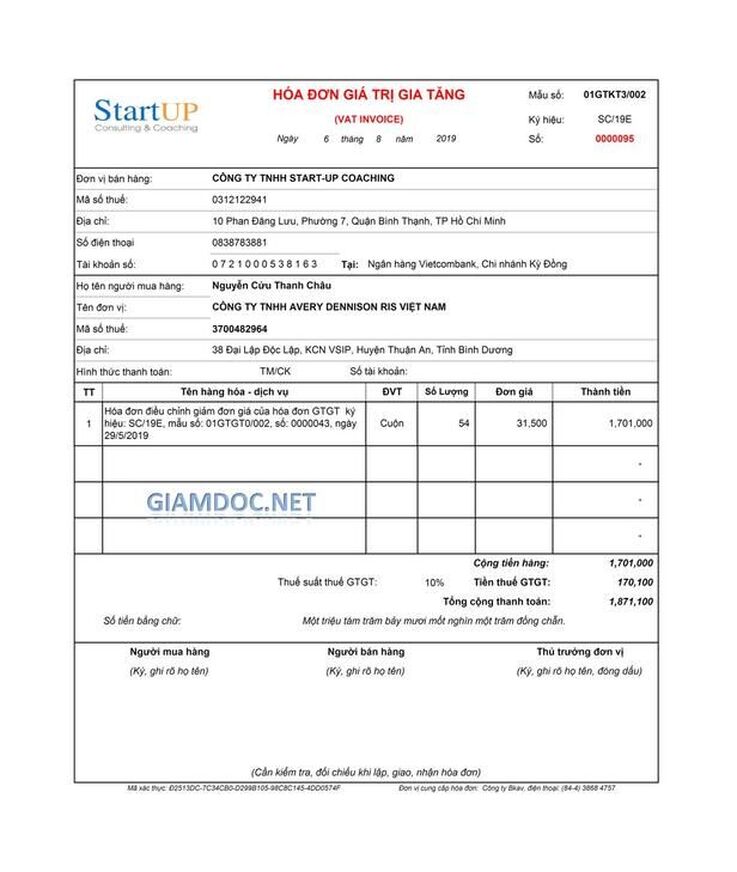 StartUP
Consulting & Coaching
HÓA ĐƠN GIÁ TRỊ GIA TĂNG
(VAT INVOICE)
Ngày 6 tháng 8 năm 2019
Mẫu số: 01GTKT3/002
Ký hiệu: SC/19E
Số: 0000095
Đơn vị bán hàng: CÔNG TY TNHH START-UP COACHING
Mã số thuế: 0312122941
Địa chỉ: 10 Phan Đăng Lưu, Phường 7, Quận Bình Thạnh, TP Hồ Chí Minh
Số điện thoại 0838783881
Tài khoản số: 0721000538163 Tại: Ngân hàng Vietcombank, Chi nhánh Kỳ Đồng
Họ tên người mua hàng: Nguyễn Cửu Thanh Châu
Tên đơn vị: CÔNG TY TNHH AVERY DENNISON RIS VIỆT NAM
Mã số thuế: 3700482964
Địa chỉ: 38 Đại Lập Độc Lập, KCN VSIP, Huyện Thuận An, Tỉnh Bình Dương
Hình thức thanh toán: TM/CK Số tài khoản:
TT Tên hàng hóa - dịch vụ ĐVT Số Lượng Đơn giá Thành tiền
1 Hóa đơn điều chỉnh giảm đơn giá của hóa đơn GTGT ký hiệu: SC/19E, mẫu số: 01GTGT0/002, số: 0000043, ngày 29/5/2019 Cuộn 54 31,500 1,701,000
-
GIAMDOC.NET
-
-
Cộng tiền hàng: 1,701,000
Thuế suất thuế GTGT: 10% Tiền thuế GTGT: 170,100
Tổng cộng thanh toán: 1,871,100
Số tiền bằng chữ: Một triệu tám trăm bảy mươi mốt nghìn một trăm đồng chẵn.
Người mua hàng Người bán hàng Thủ trưởng đơn vị
(Ký, ghi rõ họ tên) (Ký, ghi rõ họ tên) (Ký, ghi rõ họ tên, đóng dấu)
(Cần kiểm tra, đối chiếu khi lập, giao, nhận hóa đơn)
Mã xác thực: Đ2513DC-7C34CB0-D299B105-98C8C145-4DD0574F Đơn vị cung cấp hóa đơn: Công ty Bkav, điện thoại: (84-4) 3868 4757